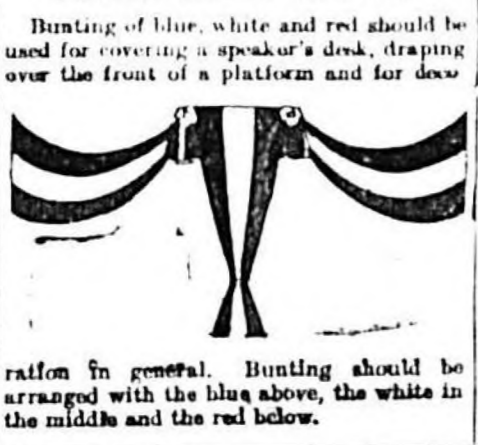 Bunting of blue, white and red should be
used for covering a speaker's desk, draping
over the front of a platform and for deco-
ration in general. Bunting should be
arranged with the blue above, the white in
the middle and the red below.